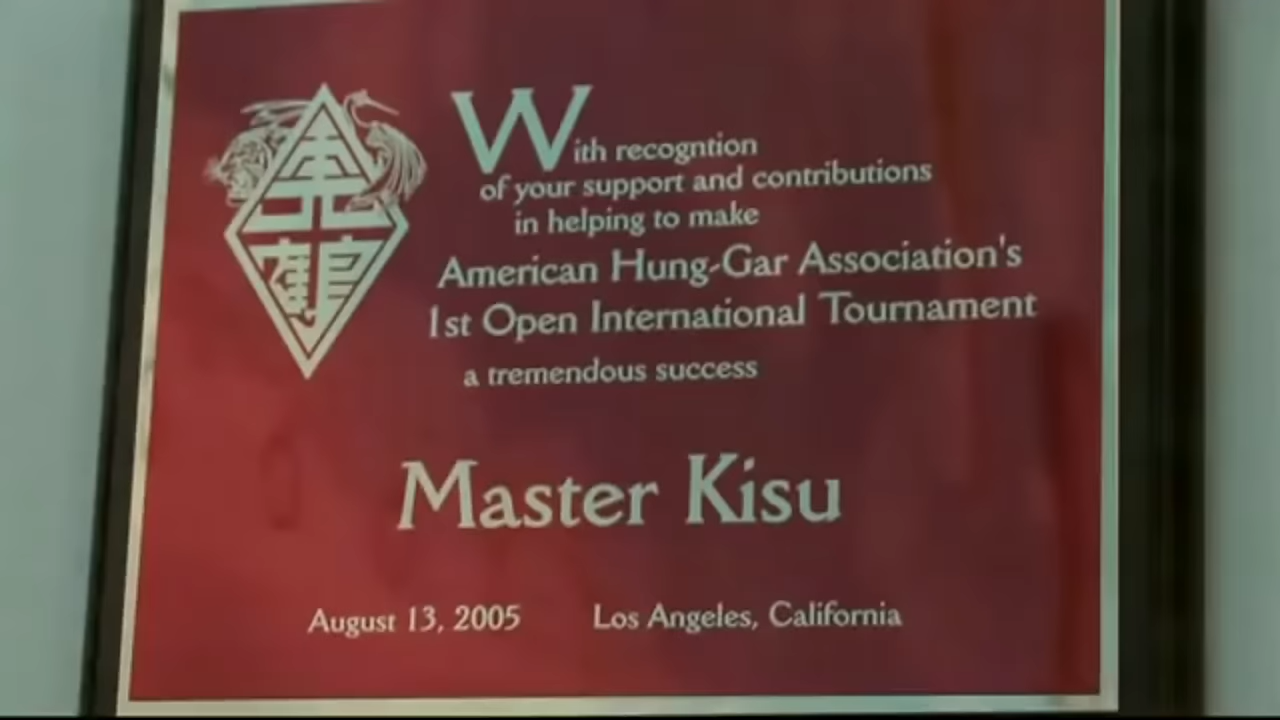 With recogntion
of your support and contributions
in helping to make
American Hung-Gar Association's
1st Open International Tournament
a tremendous success
Master Kisu
August 13, 2005 Los Angeles, California